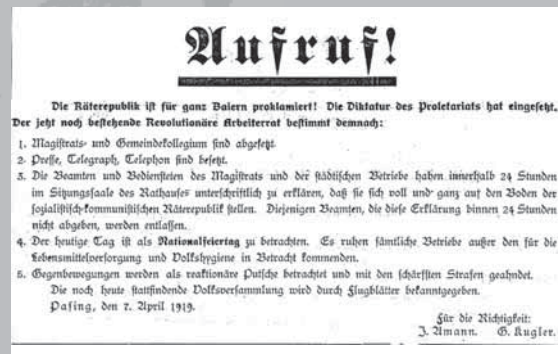 Aufruf!
Die Räterepublik ist für ganz Baiern proklamiert! Die Diktatur des Proletariats hat eingesetzt.
Der jetzt noch bestehende Revolutionäre Arbeiterrat bestimmt demnach:
1. Magistrats- und Gemeindekollegium sind abgesetzt.
2. Presse, Telegraph, Telephon sind besetzt.
3. Die Beamten und Bediensteten des Magistrats und der städtischen Betriebe haben innerhalb 24 Stunden
im Sitzungssaale des Rathauses unterschriftlich zu erklären, daß sie sich voll und ganz auf den Boden der
sozialistisch-kommunistischen Räterepublik stellen. Diejenigen Beamten, die diese Erklärung binnen 24 Stunden
nicht abgeben, werden entlassen.
4. Der heutige Tag ist als Nationalfeiertag zu betrachten. Es ruhen sämtliche Betriebe außer den für die
Lebensmittelversorgung und Volkshygiene in Betracht kommenden.
5. Gegenbewegungen werden als reaktionäre Putsche betrachtet und mit den schärfsten Strafen geahndet.
Die noch heute stattfindende Volksversammlung wird durch Flugblätter bekanntgegeben.
Pasing, den 7. April 1919.
Für die Richtigkeit:
J. Amann. G. Kugler.